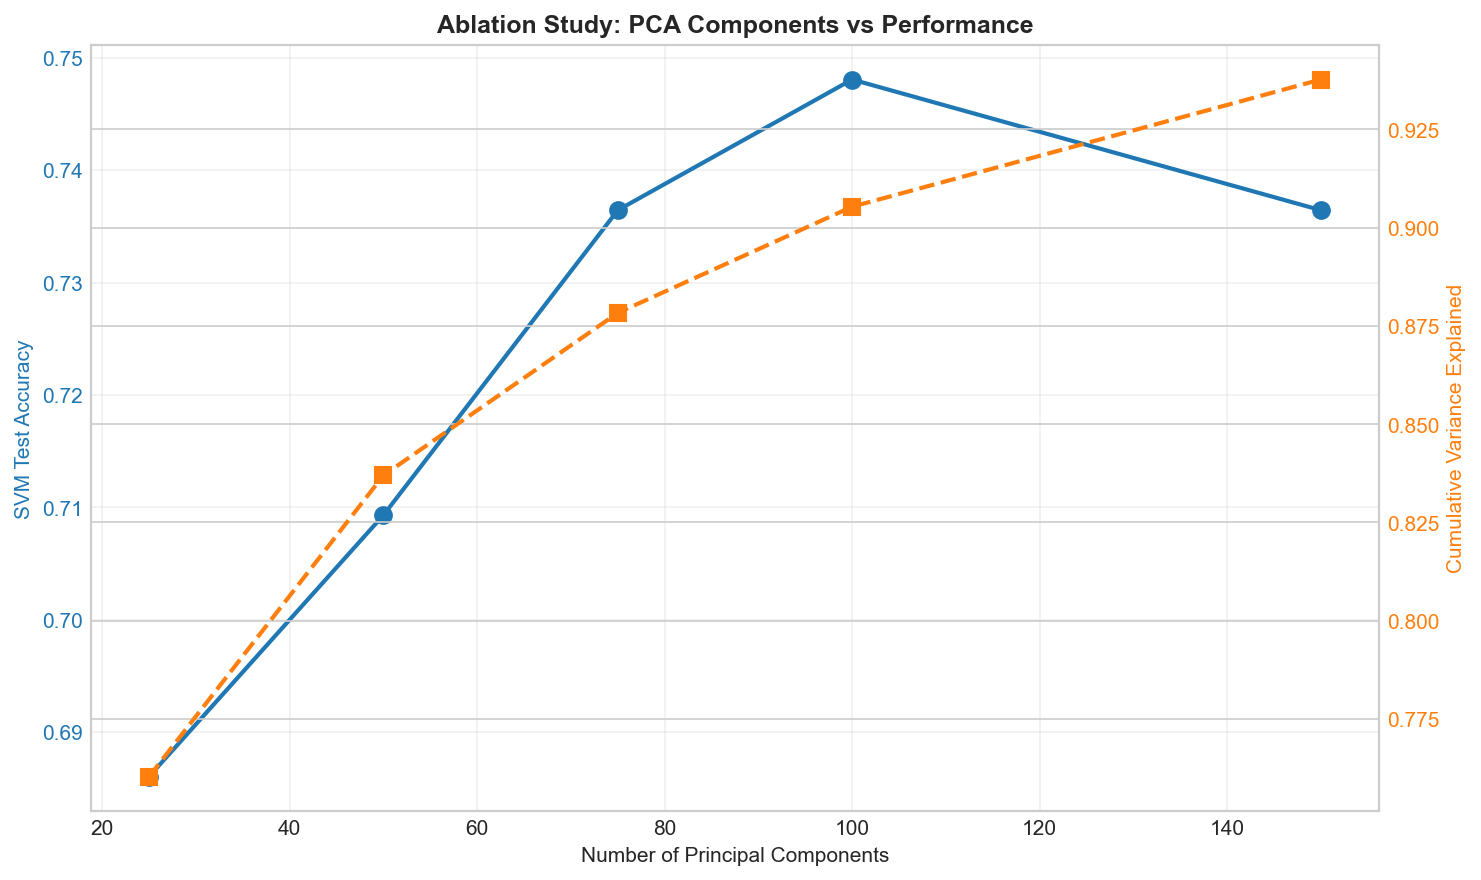 Ablation Study: PCA Components vs Performance
SVM Test Accuracy
0.75
0.74
0.73
0.72
0.71
0.70
0.69
0.925
0.900
0.875
0.850
0.825
0.800
0.775
Cumulative Variance Explained
20 40 60 80 100 120 140
Number of Principal Components